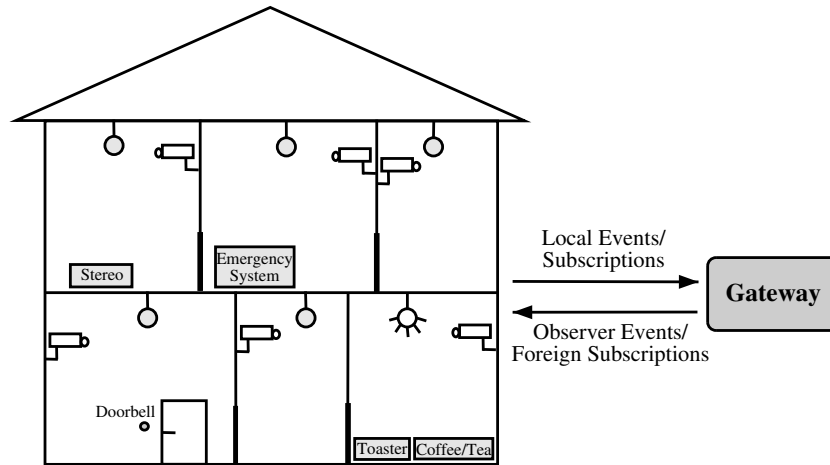 Stereo
Emergency
System
Local Events/
Subscriptions
Gateway
Observer Events/
Foreign Subscriptions
Doorbell
Toaster
Coffee/Tea